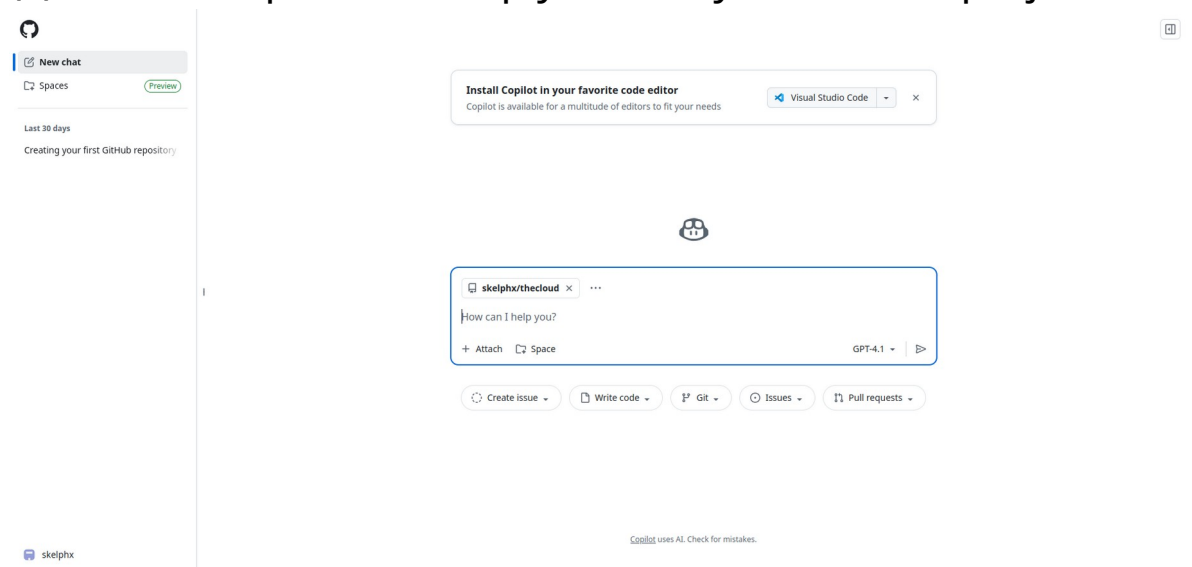 New chat
Spaces Preview
Last 30 days
Creating your first GitHub repository
Install Copilot in your favorite code editor
Copilot is available for a multitude of editors to fit your needs
Visual Studio Code
skelphx/thecloud
How can I help you?
Attach Space GPT-4.1
Create issue Write code Git Issues Pull requests
Copilot uses AI. Check for mistakes.
skelphx